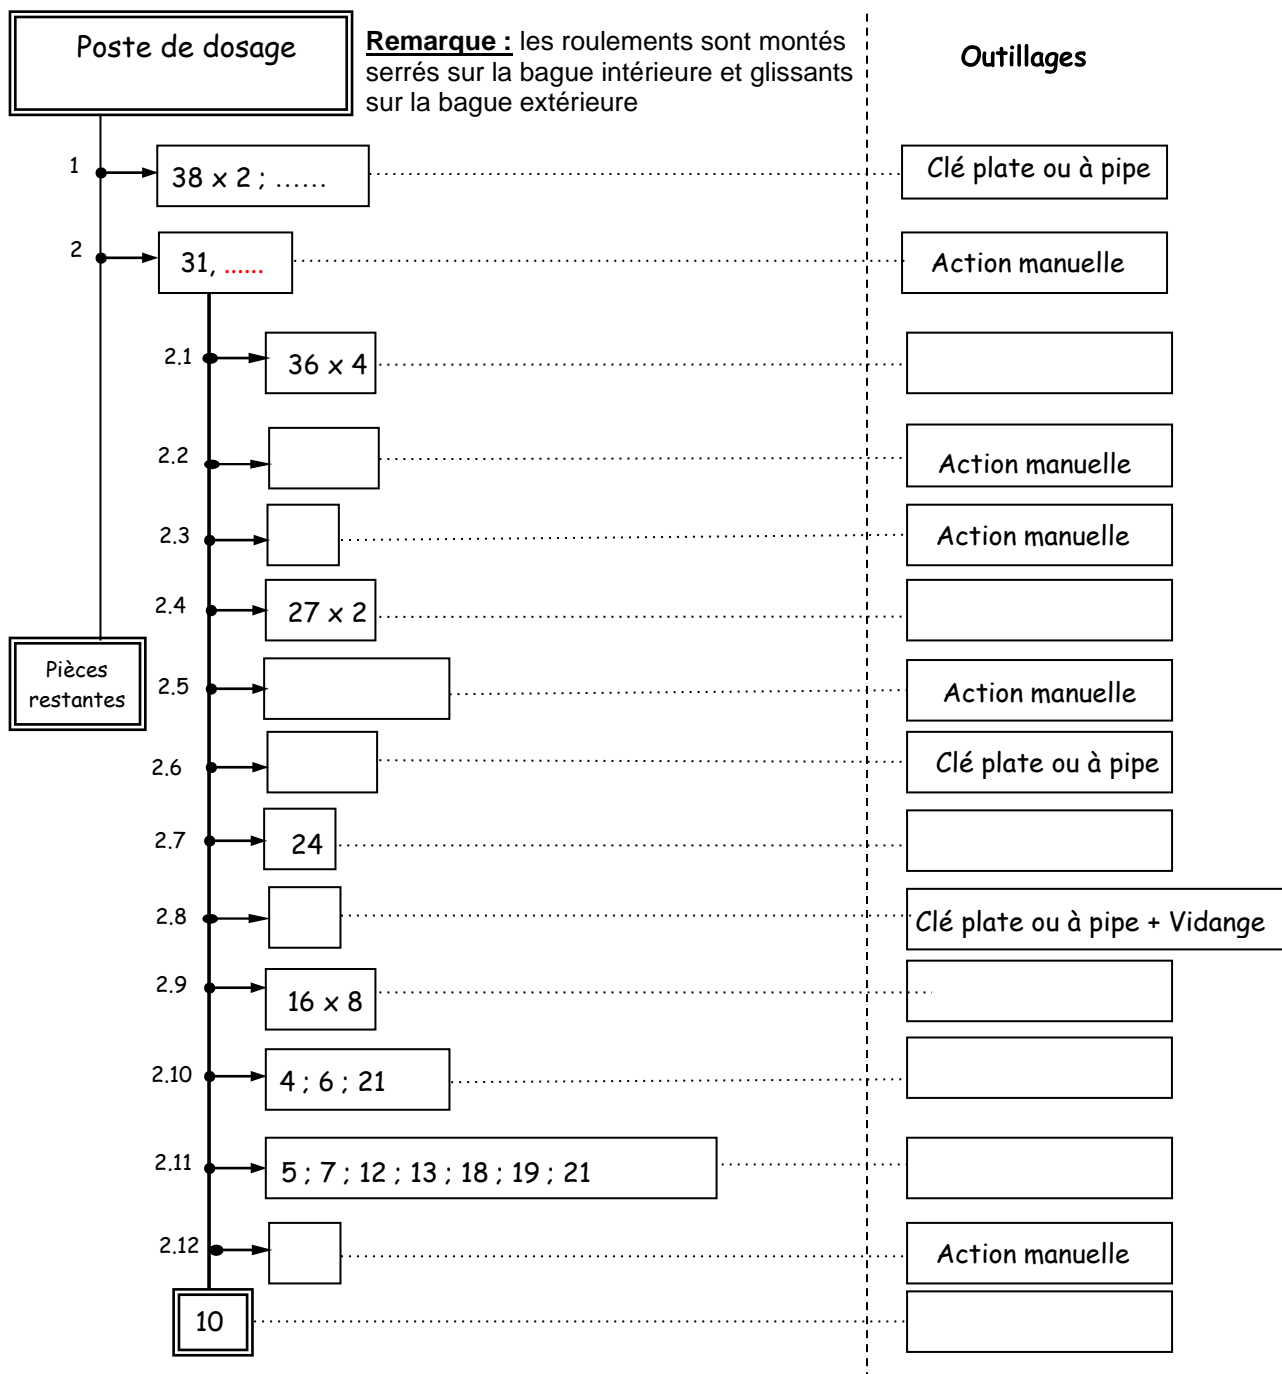 Poste de dosage
Remarque : les roulements sont montés
serrés sur la bague intérieure et glissants
sur la bague extérieure
Outillages
1
38 x 2 ; ......
Clé plate ou à pipe
2
31, ......
Action manuelle
2.1
36 x 4
2.2
Action manuelle
2.3
Action manuelle
2.4
27 x 2
Pièces
restantes
2.5
Action manuelle
2.6
Clé plate ou à pipe
2.7
24
2.8
Clé plate ou à pipe + Vidange
2.9
16 x 8
2.10
4 ; 6 ; 21
2.11
5 ; 7 ; 12 ; 13 ; 18 ; 19 ; 21
2.12
Action manuelle
10